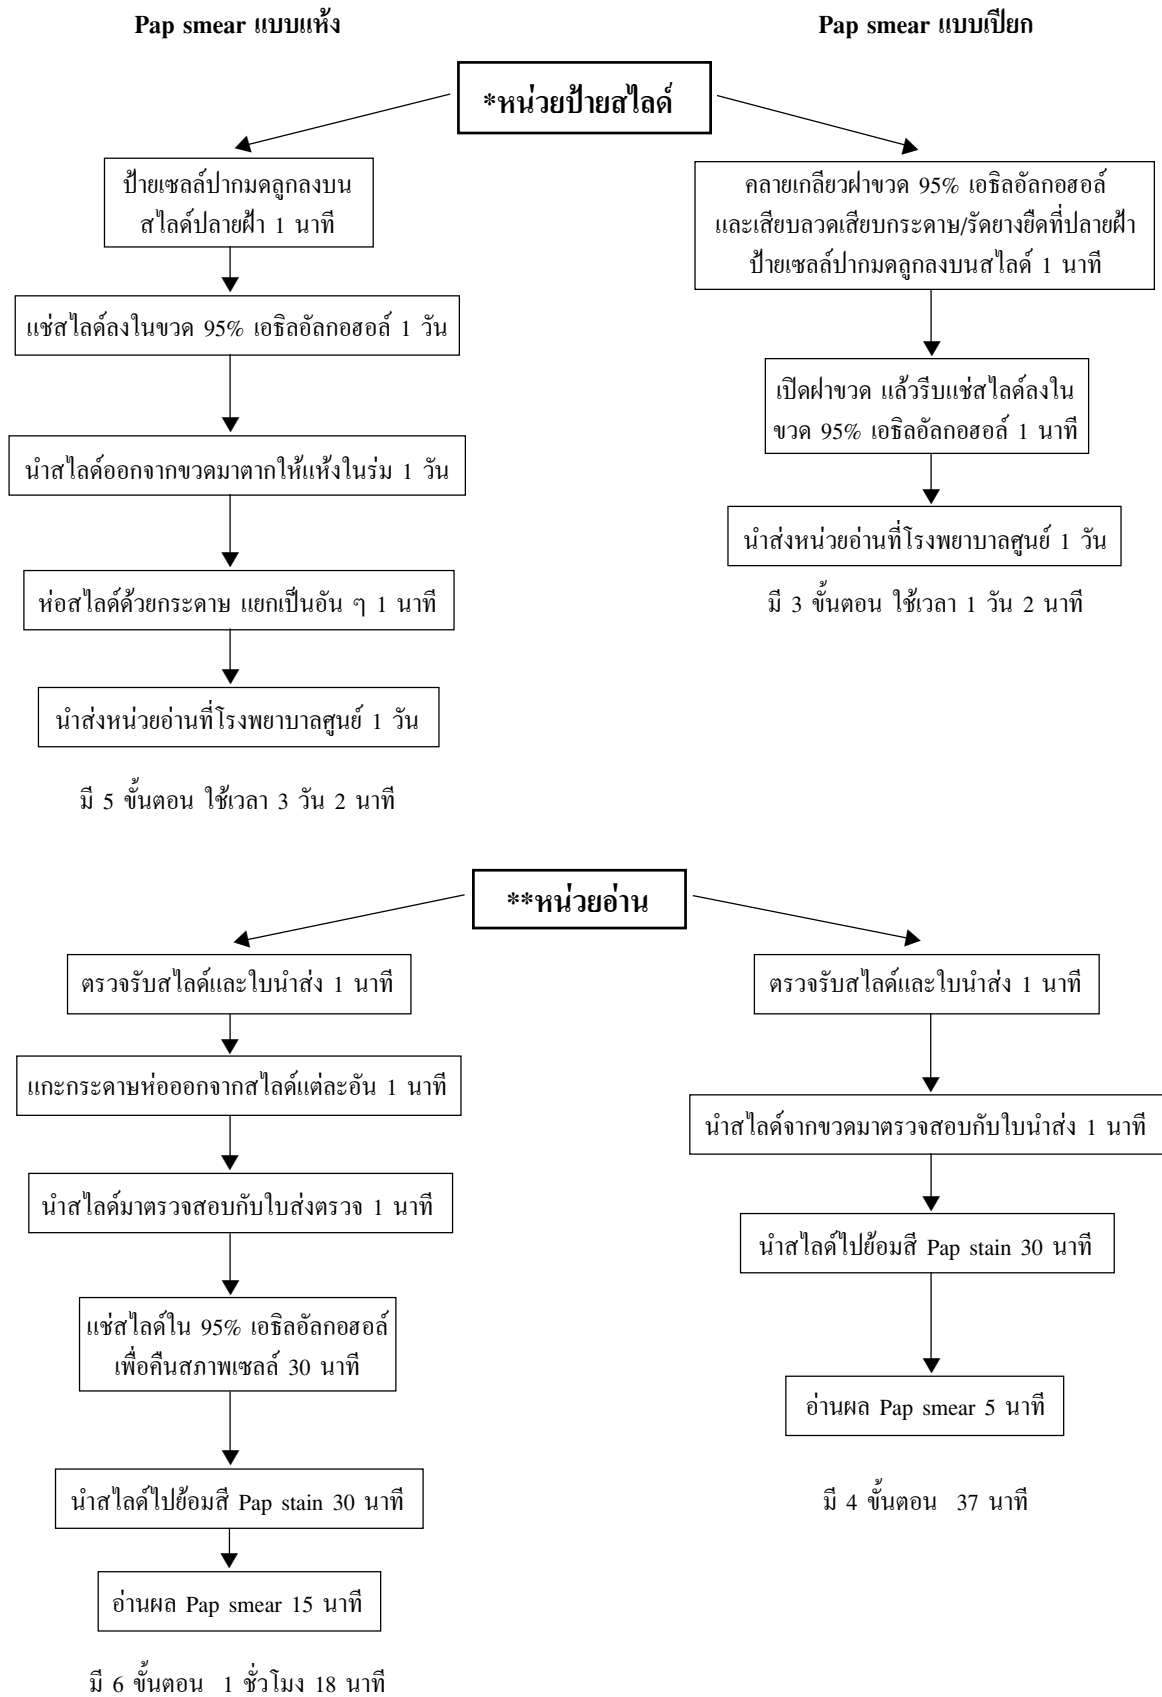 Pap smear แบบแห้ง
Pap smear แบบเปียก
*หน่วยป้ายสไลด์
ป้ายเซลล์ปากมดลูกลงบน
สไลด์ปลายฝ้า 1 นาที
แช่สไลด์ลงในขวด 95% เอธิลอัลกอฮอล์ 1 วัน
นำสไลด์ออกจากขวดมาตากให้แห้งในร่ม 1 วัน
ห่อสไลด์ด้วยกระดาษ แยกเป็นอัน ๆ 1 นาที
นำส่งหน่วยอ่านที่โรงพยาบาลศูนย์ 1 วัน
มี 5 ขั้นตอน ใช้เวลา 3 วัน 2 นาที
คลายเกลียวฝาขวด 95% เอธิลอัลกอฮอล์
และเสียบลวดเสียบกระดาษ/รัดยางยืดที่ปลายฝ้า
ป้ายเซลล์ปากมดลูกลงบนสไลด์ 1 นาที
เปิดฝาขวด แล้วรีบแช่สไลด์ลงใน
ขวด 95% เอธิลอัลกอฮอล์ 1 นาที
นำส่งหน่วยอ่านที่โรงพยาบาลศูนย์ 1 วัน
มี 3 ขั้นตอน ใช้เวลา 1 วัน 2 นาที
**หน่วยอ่าน
ตรวจรับสไลด์และใบนำส่ง 1 นาที
แกะกระดาษห่อออกจากสไลด์แต่ละอัน 1 นาที
นำสไลด์มาตรวจสอบกับใบส่งตรวจ 1 นาที
แช่สไลด์ใน 95% เอธิลอัลกอฮอล์
เพื่อคืนสภาพเซลล์ 30 นาที
นำสไลด์ไปย้อมสี Pap stain 30 นาที
อ่านผล Pap smear 15 นาที
มี 6 ขั้นตอน 1 ชั่วโมง 18 นาที
ตรวจรับสไลด์และใบนำส่ง 1 นาที
นำสไลด์จากขวดมาตรวจสอบกับใบนำส่ง 1 นาที
นำสไลด์ไปย้อมสี Pap stain 30 นาที
อ่านผล Pap smear 5 นาที
มี 4 ขั้นตอน 37 นาที